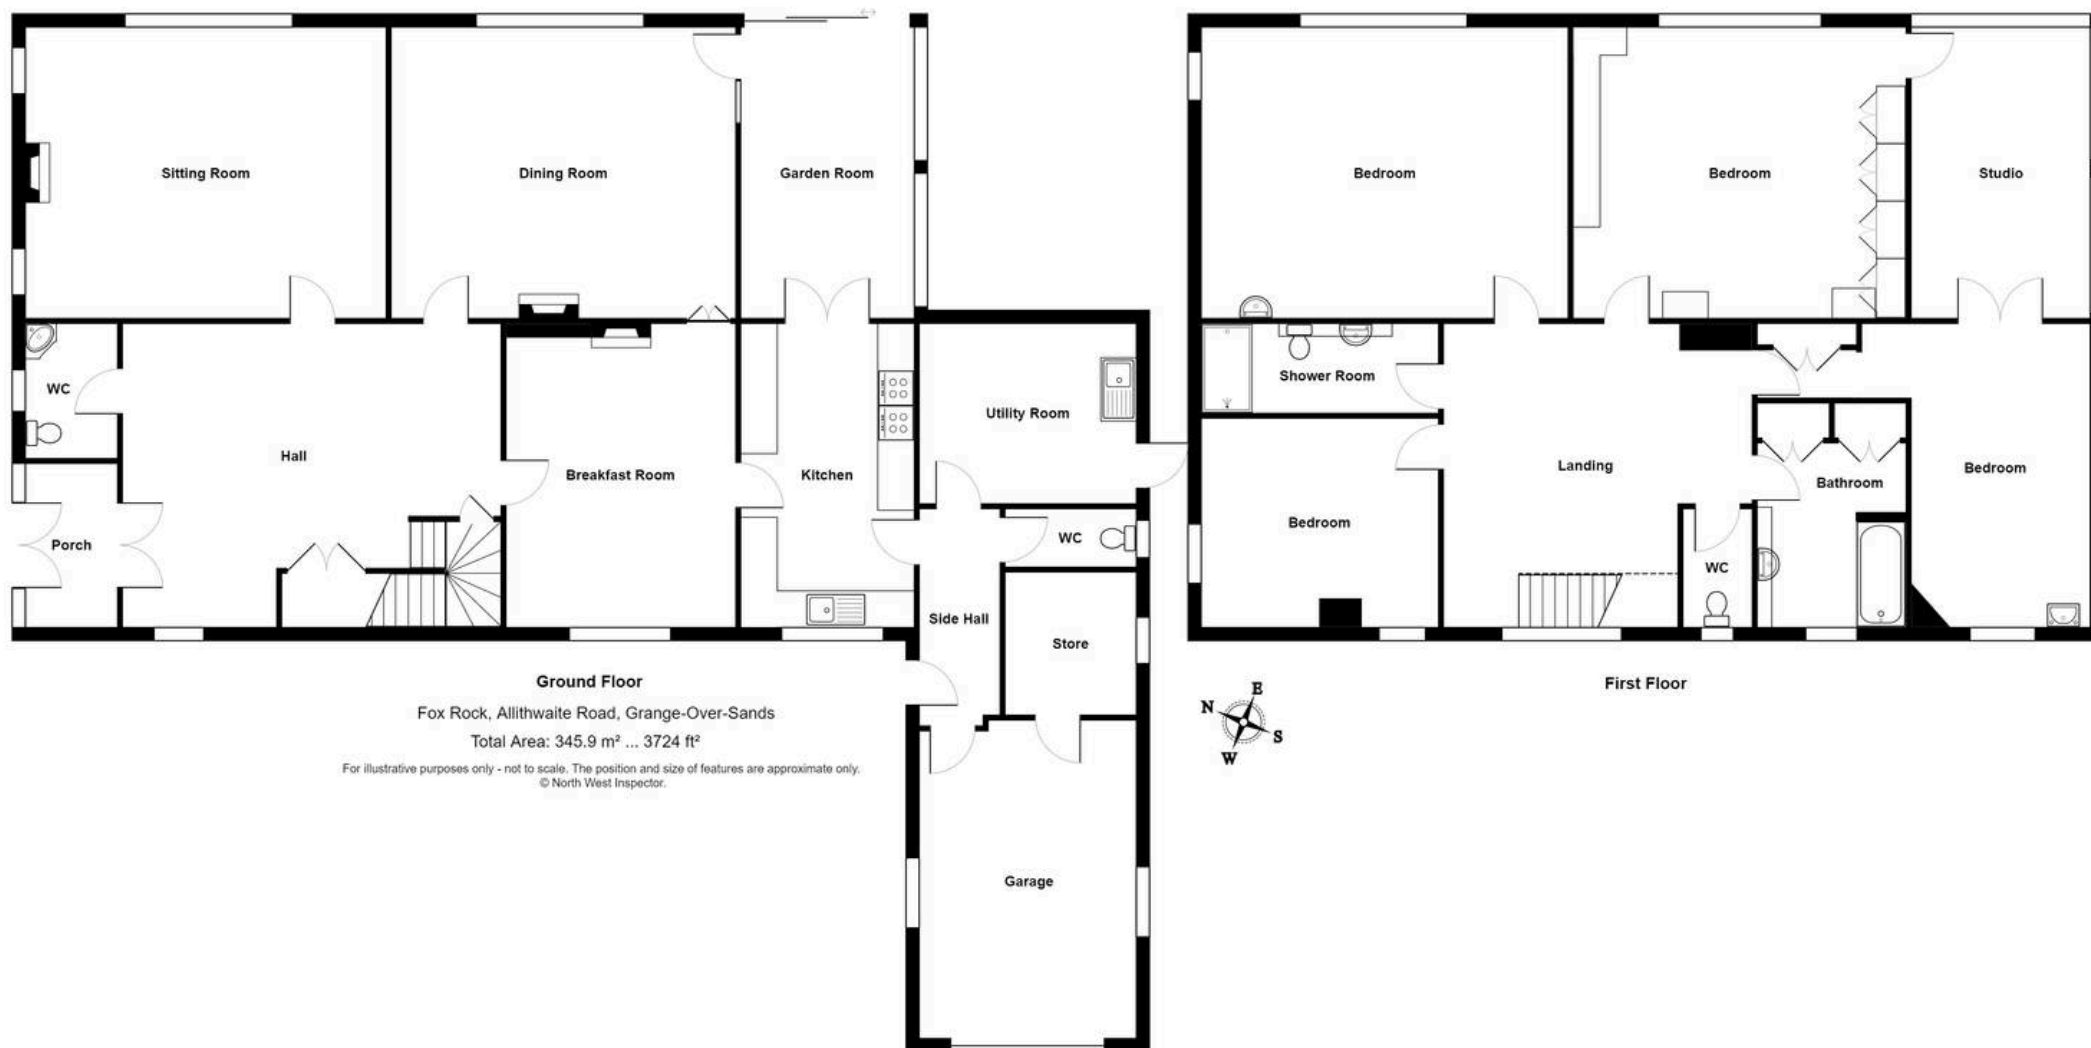 Sitting Room
Dining Room
Garden Room
WC
Hall
Breakfast Room
Kitchen
Utility Room
Porch
WC
Side Hall
Store
Garage
Ground Floor
Fox Rock, Allithwaite Road, Grange-Over-Sands
Total Area: 345.9 m² ... 3724 ft²
For illustrative purposes only - not to scale. The position and size of features are approximate only.
© North West Inspector.
Bedroom
Bedroom
Studio
Shower Room
Landing
Bedroom
Bathroom
Bedroom
WC
First Floor
E
N
S
W